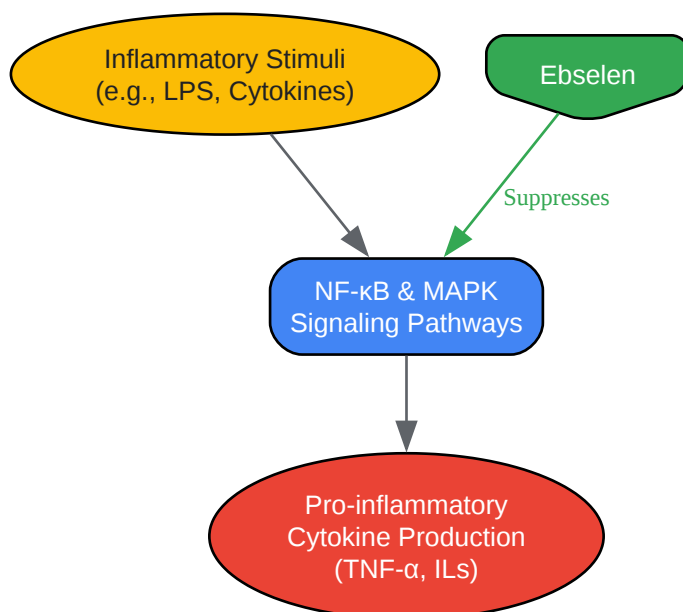 Inflammatory Stimuli
(e.g., LPS, Cytokines)
Ebselen
Suppresses
NF-κB & MAPK
Signaling Pathways
Pro-inflammatory
Cytokine Production
(TNF-α, ILs)